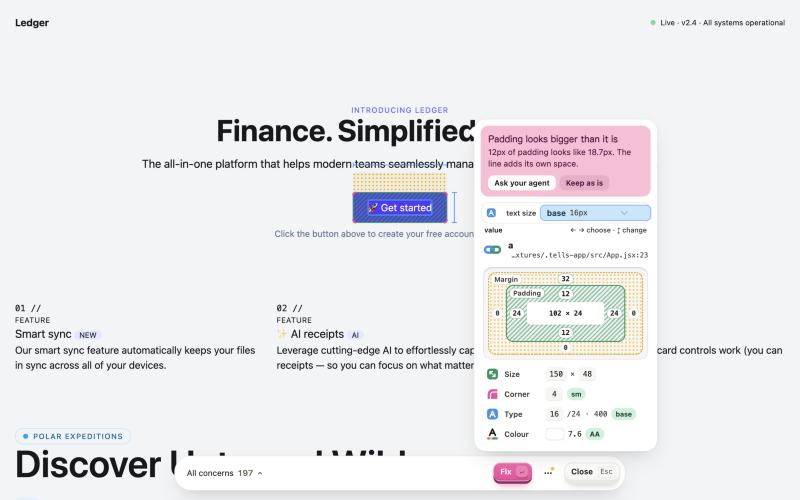 Ledger
Live · v2.4 · All systems operational
INTRODUCING LEDGER
Finance. Simplified
The all-in-one platform that helps modern teams seamlessly mana
🚀 Get started
Click the button above to create your free accoun
01 //
FEATURE
Smart sync NEW
Our smart sync feature automatically keeps your files
in sync across all of your devices.
02 //
FEATURE
✨ AI receipts AI
Leverage cutting-edge AI to effortlessly cap
receipts — so you can focus on what matter
card controls work (you can
POLAR EXPEDITIONS
Discover
Padding looks bigger than it is
12px of padding looks like 18.7px. The
line adds its own space.
Ask your agent Keep as is
A text size base 16px
value ← → choose · ↕ change
a
…xtures/.tells-app/src/App.jsx:23
Margin 32
Padding 12
0 24 102 × 24 24 0
12
0
Size 150 × 48
Corner 4 sm
A Type 16 /24 · 400 base
A Colour 7.6 AA
All concerns 197
Fix ↵ ··· Close Esc